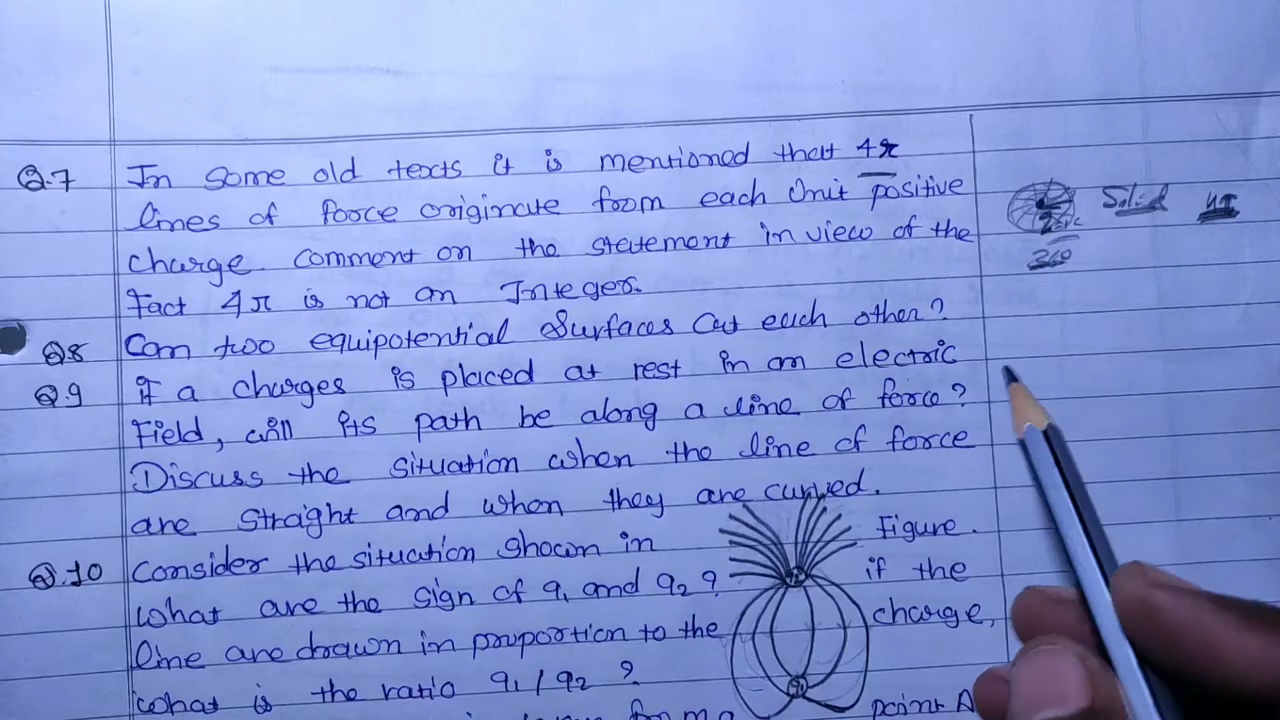 Q.7 In some old texts it is mentioned that 4π
lines of force originate from each Unit positive
charge. comment on the statement in view of the
fact 4π is not an Integer.
Q8 Can two equipotential Surfaces Cut each other?
Q.9 if a charges is placed at rest in an electric
Field, will its path be along a line of force?
Discuss the situation when the line of force
are straight and when they are curved.
Q.10 Consider the situation shown in Figure.
What are the sign of q1 and q2? if the
line are drawn in proportion to the charge,
What is the ratio q1/q2?
point A
Solid
4π
360